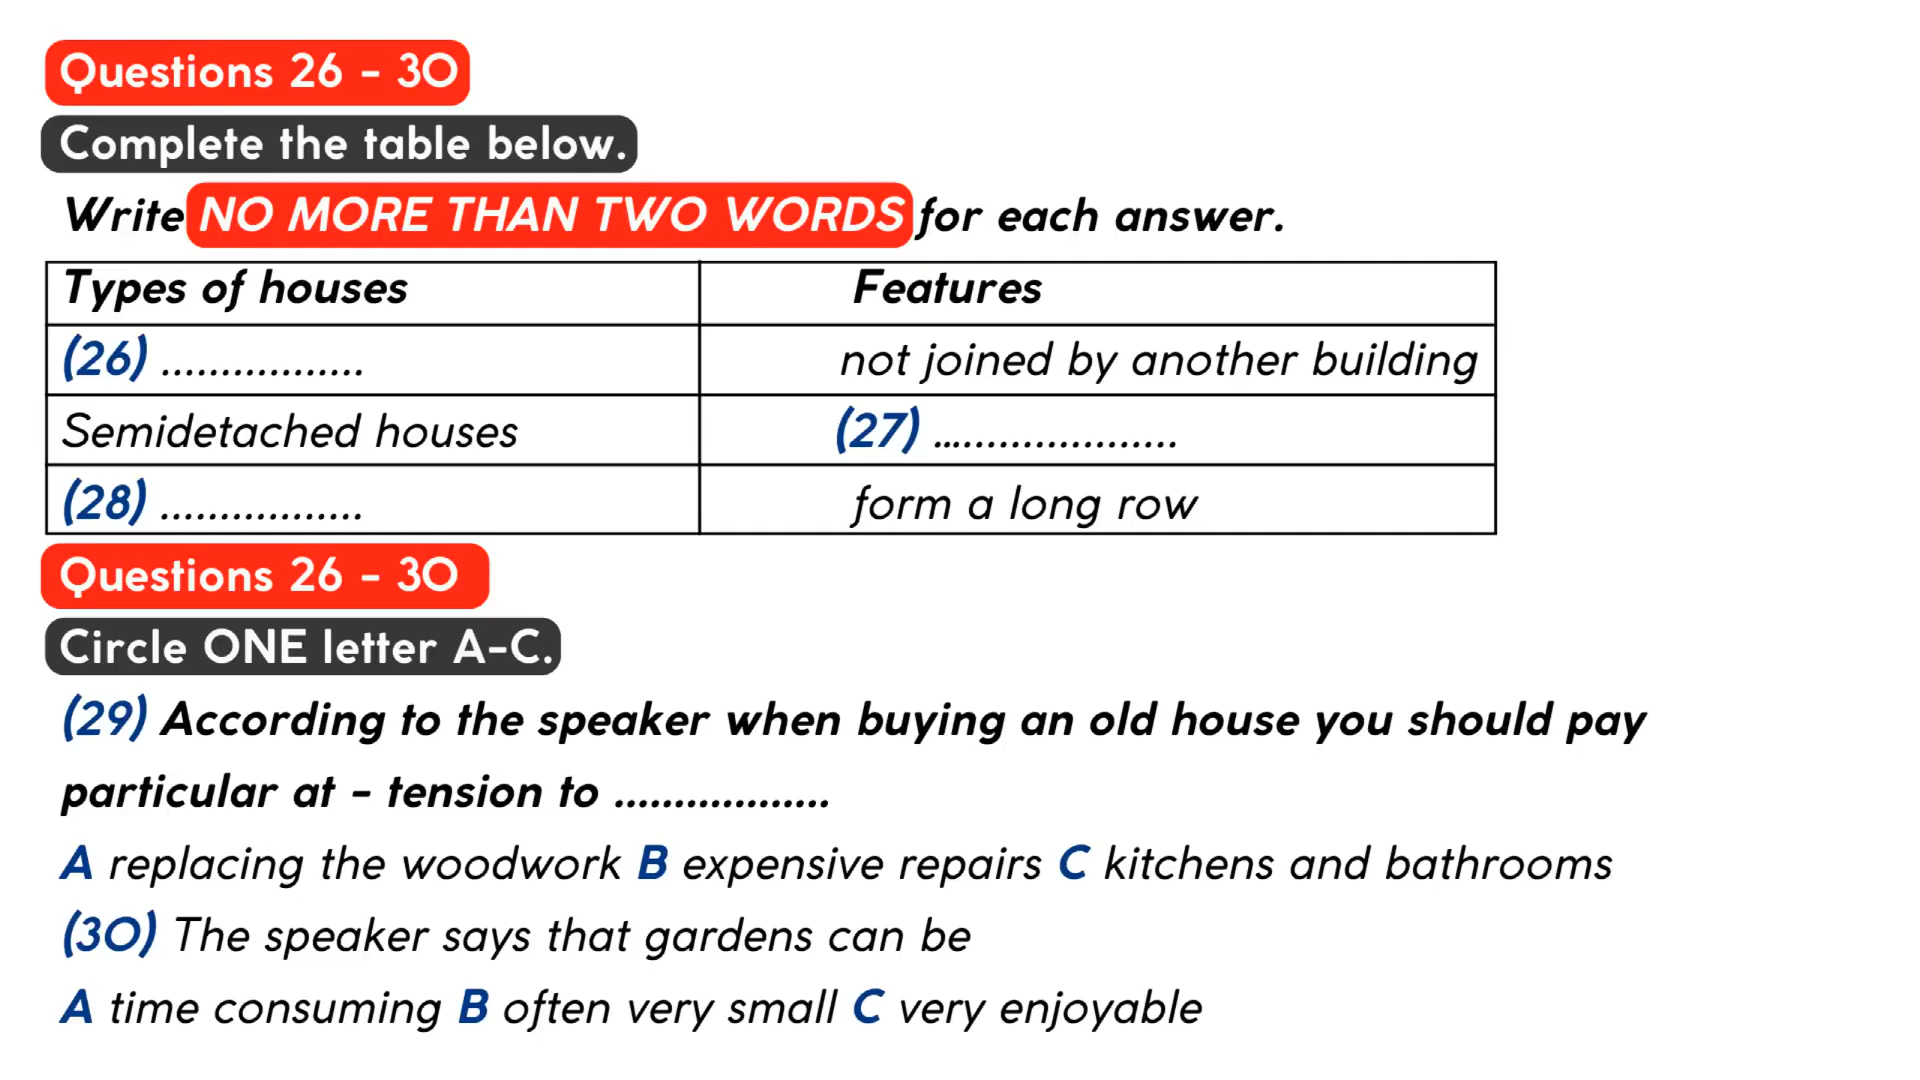 Questions 26 - 30
Complete the table below.
Write NO MORE THAN TWO WORDS for each answer.
Types of houses Features
(26) ................. not joined by another building
Semidetached houses (27) .....................
(28) ................. form a long row
Questions 26 - 30
Circle ONE letter A-C.
(29) According to the speaker when buying an old house you should pay
particular at - tension to ..................
A replacing the woodwork B expensive repairs C kitchens and bathrooms
(30) The speaker says that gardens can be
A time consuming B often very small C very enjoyable